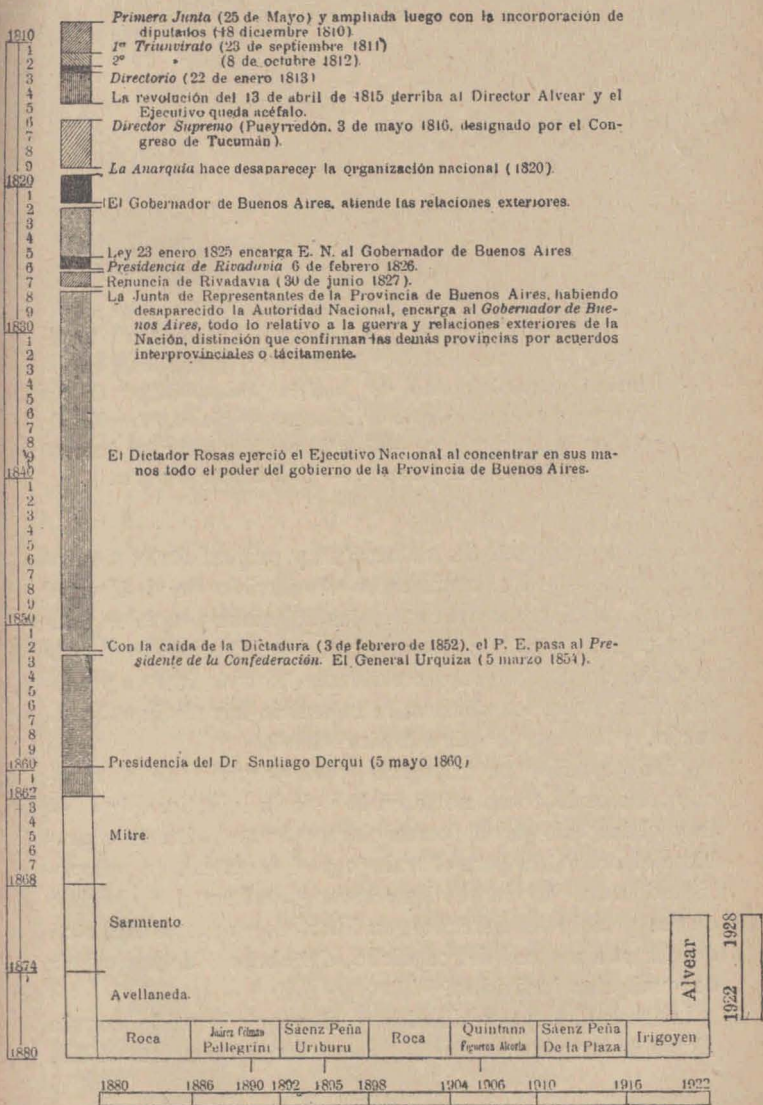 Primera Junta (25 de Mayo) y ampliada luego con la incorporación de
diputados (18 diciembre 1810).
1er Triunvirato (23 de septiembre 1811)
2º » (8 de octubre 1812).
Directorio (22 de enero 1813)
La revolución del 13 de abril de 1815 derriba al Director Alvear y el
Ejecutivo queda acéfalo.
Director Supremo (Pueyrredón, 3 de mayo 1816, designado por el Con-
greso de Tucumán).
La Anarquía hace desaparecer la organización nacional (1820).
El Gobernador de Buenos Aires, atiende las relaciones exteriores.
Ley 23 enero 1825 encarga E. N. al Gobernador de Buenos Aires
Presidencia de Rivadavia 6 de febrero 1826.
Renuncia de Rivadavia (30 de junio 1827).
La Junta de Representantes de la Provincia de Buenos Aires, habiendo
desaparecido la Autoridad Nacional, encarga al Gobernador de Bue-
nos Aires, todo lo relativo a la guerra y relaciones exteriores de la
Nación, distinción que confirman las demás provincias por acuerdos
interprovinciales o tácitamente.
El Dictador Rosas ejerció el Ejecutivo Nacional al concentrar en sus ma-
nos todo el poder del gobierno de la Provincia de Buenos Aires.
Con la caída de la Dictadura (3 de febrero de 1852), el P. E. pasa al Pre-
sidente de la Confederación. El General Urquiza (5 marzo 1854).
Presidencia del Dr Santiago Derqui (5 mayo 1860)
Mitre
Sarmiento
Avellaneda.
1810
1
2
3
4
5
6
7
8
9
1820
1
2
3
4
5
6
7
8
9
1830
1
2
3
4
5
6
7
8
9
1840
1
2
3
4
5
6
7
8
9
1850
1
2
3
4
5
6
7
8
9
1860
1
1862
3
4
5
6
7
1868
1874
1880
Alvear
1922 1928
Roca
Juárez Celman
Pellegrini
Sáenz Peña
Uriburu
Roca
Quintana
Figueroa Alcorta
Sáenz Peña
De la Plaza
Irigoyen
1880 1886 1890 1892 1895 1898 1904 1906 1910 1916 1922